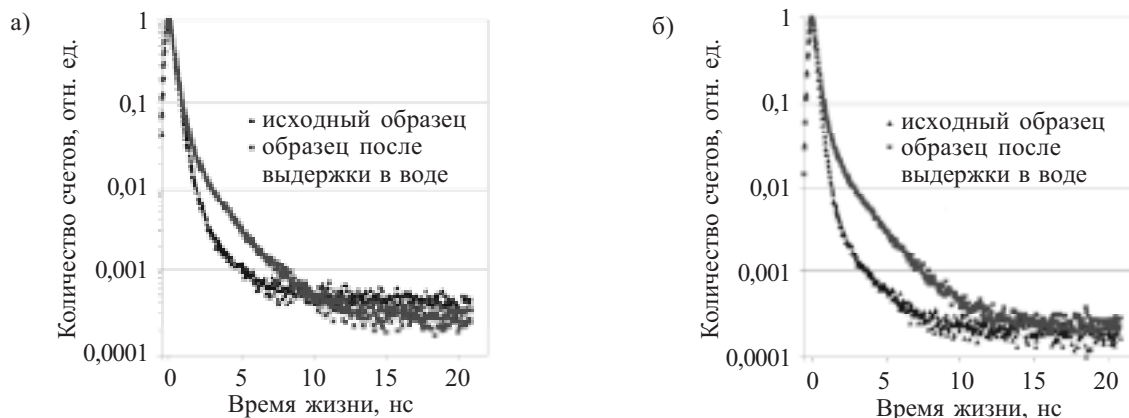 а)
Количество счетов, отн. ед.
1
0,1
0,01
0,001
0,0001
исходный образец
образец после
выдержки в воде
0 5 10 15 20
Время жизни, нс
б)
Количество счетов, отн. ед.
1
0,1
0,01
0,001
0,0001
исходный образец
образец после
выдержки в воде
0 5 10 15 20
Время жизни, нс